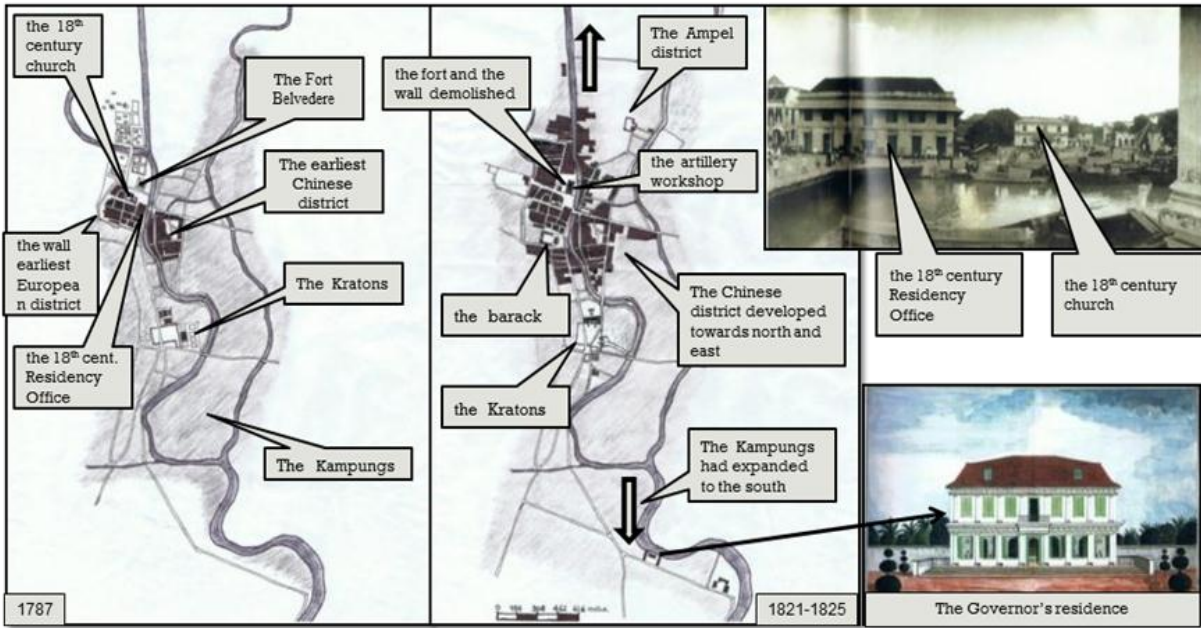 the 18th
century
church
The Fort
Belvedere
The earliest
Chinese
district
the wall
earliest
Europea
n district
The Kratons
the 18th cent.
Residency
Office
The Kampungs
1787
The Ampel
district
the fort and the
wall demolished
the artillery
workshop
the barack
The Chinese
district developed
towards north and
east
the Kratons
The Kampungs
had expanded
to the south
1821-1825
the 18th century
Residency
Office
the 18th century
church
The Governor's residence